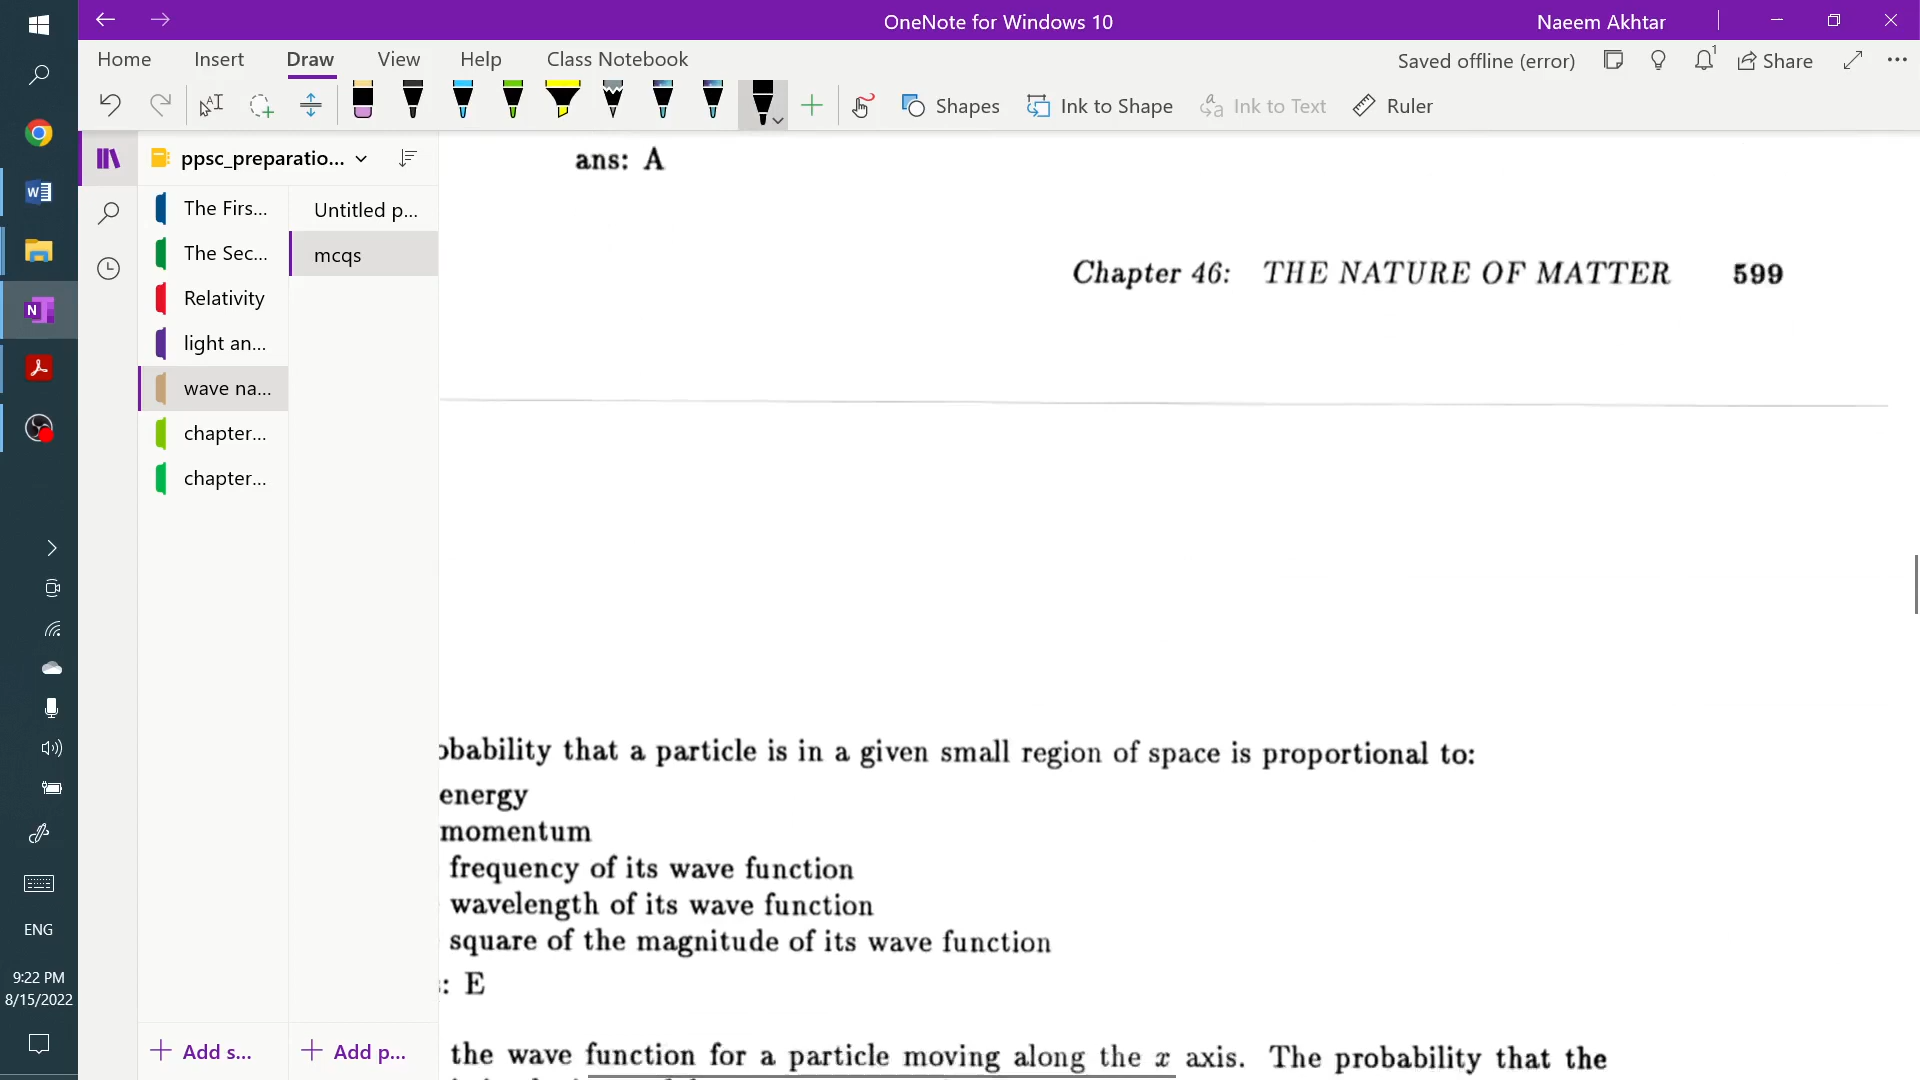 OneNote for Windows 10
Naeem Akhtar
Home Insert Draw View Help Class Notebook
Saved offline (error) 1 Share
Shapes Ink to Shape Ink to Text Ruler
ppsc_preparatio...
The Firs...
The Sec...
Relativity
light an...
wave na...
chapter...
chapter...
Untitled p...
mcqs
Add s...
Add p...
ENG
9:22 PM
8/15/2022
ans: A
Chapter 46: THE NATURE OF MATTER 599
obability that a particle is in a given small region of space is proportional to:
energy
momentum
frequency of its wave function
wavelength of its wave function
square of the magnitude of its wave function
: E
the wave function for a particle moving along the x axis. The probability that the